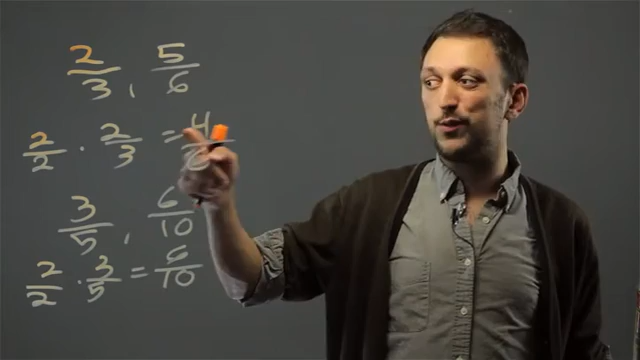 2/3, 5/6
2/2 · 2/3 = 4/6
3/5, 6/10
2/2 · 3/5 = 6/10